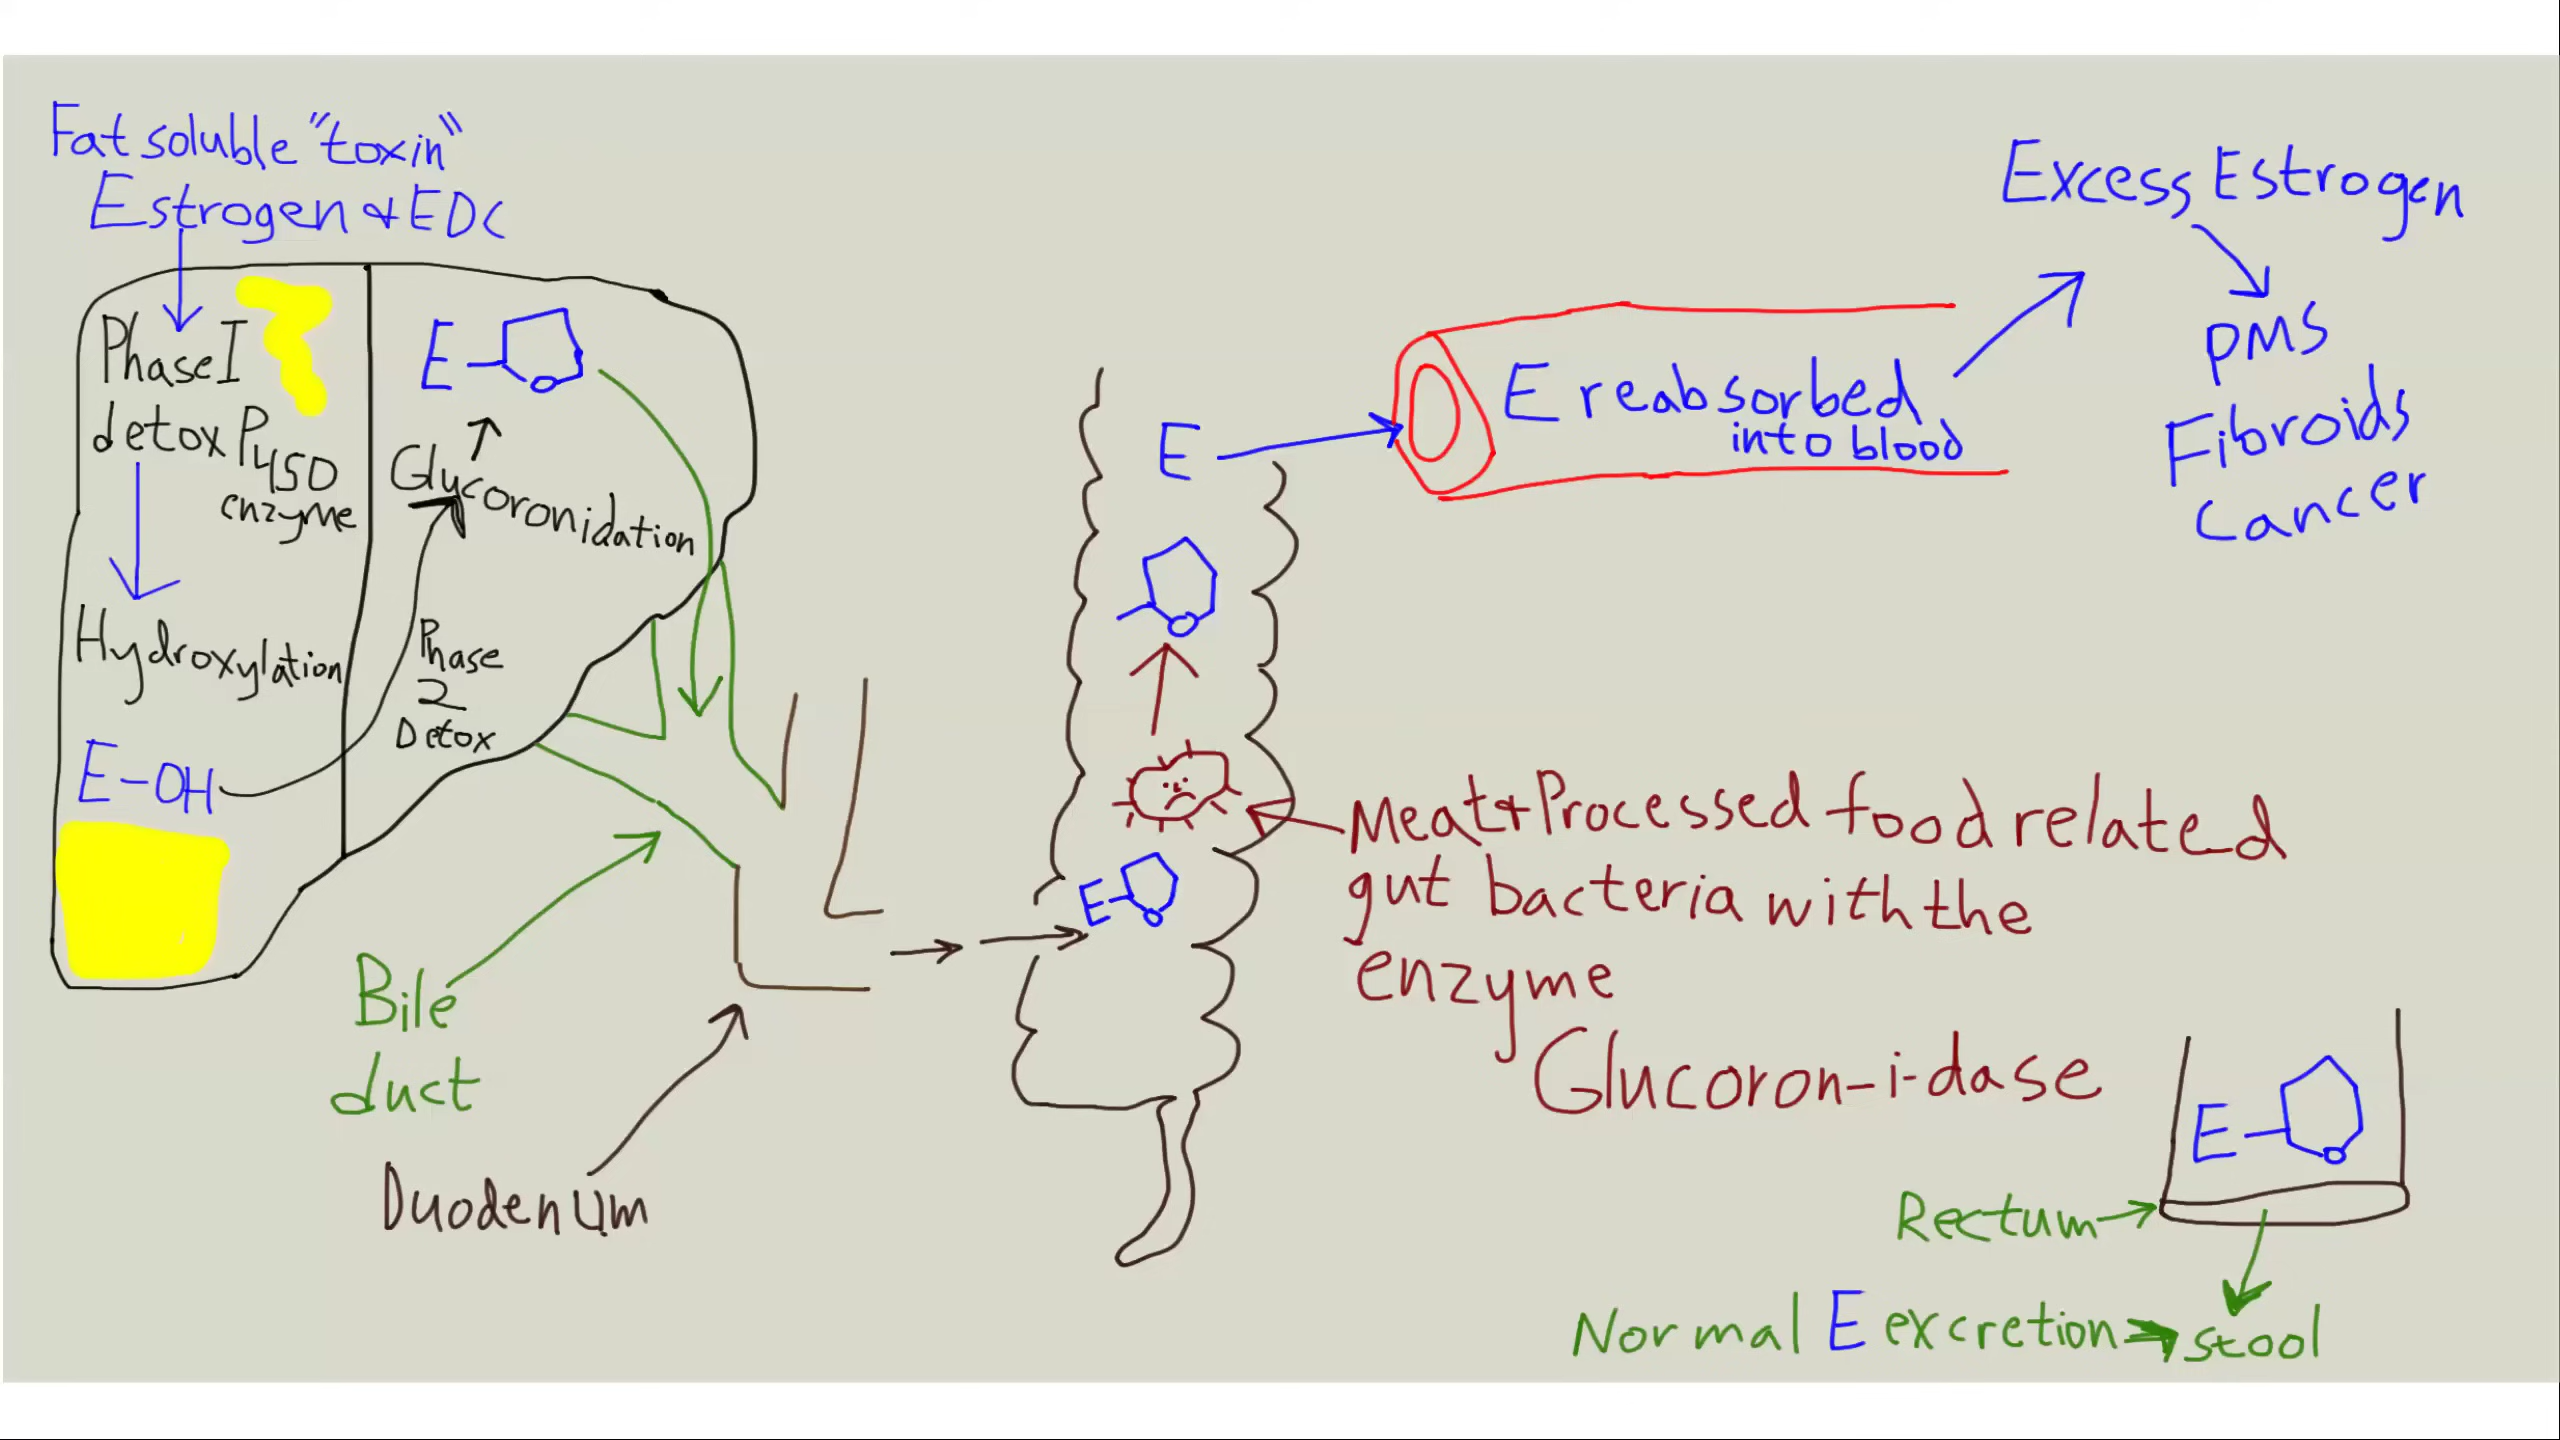 Fat soluble "toxin"
Estrogen & EDC
Phase I
detox P450
enzyme
Hydroxylation
E-OH
E
Glucoronidation
Phase
2
Detox
Bile
duct
Duodenum
E
E
E reabsorbed
into blood
Excess Estrogen
PMS
Fibroids
Cancer
Meat + Processed food related
gut bacteria with the
enzyme
Glucoron-i-dase
E
Rectum
Normal E excretion
stool